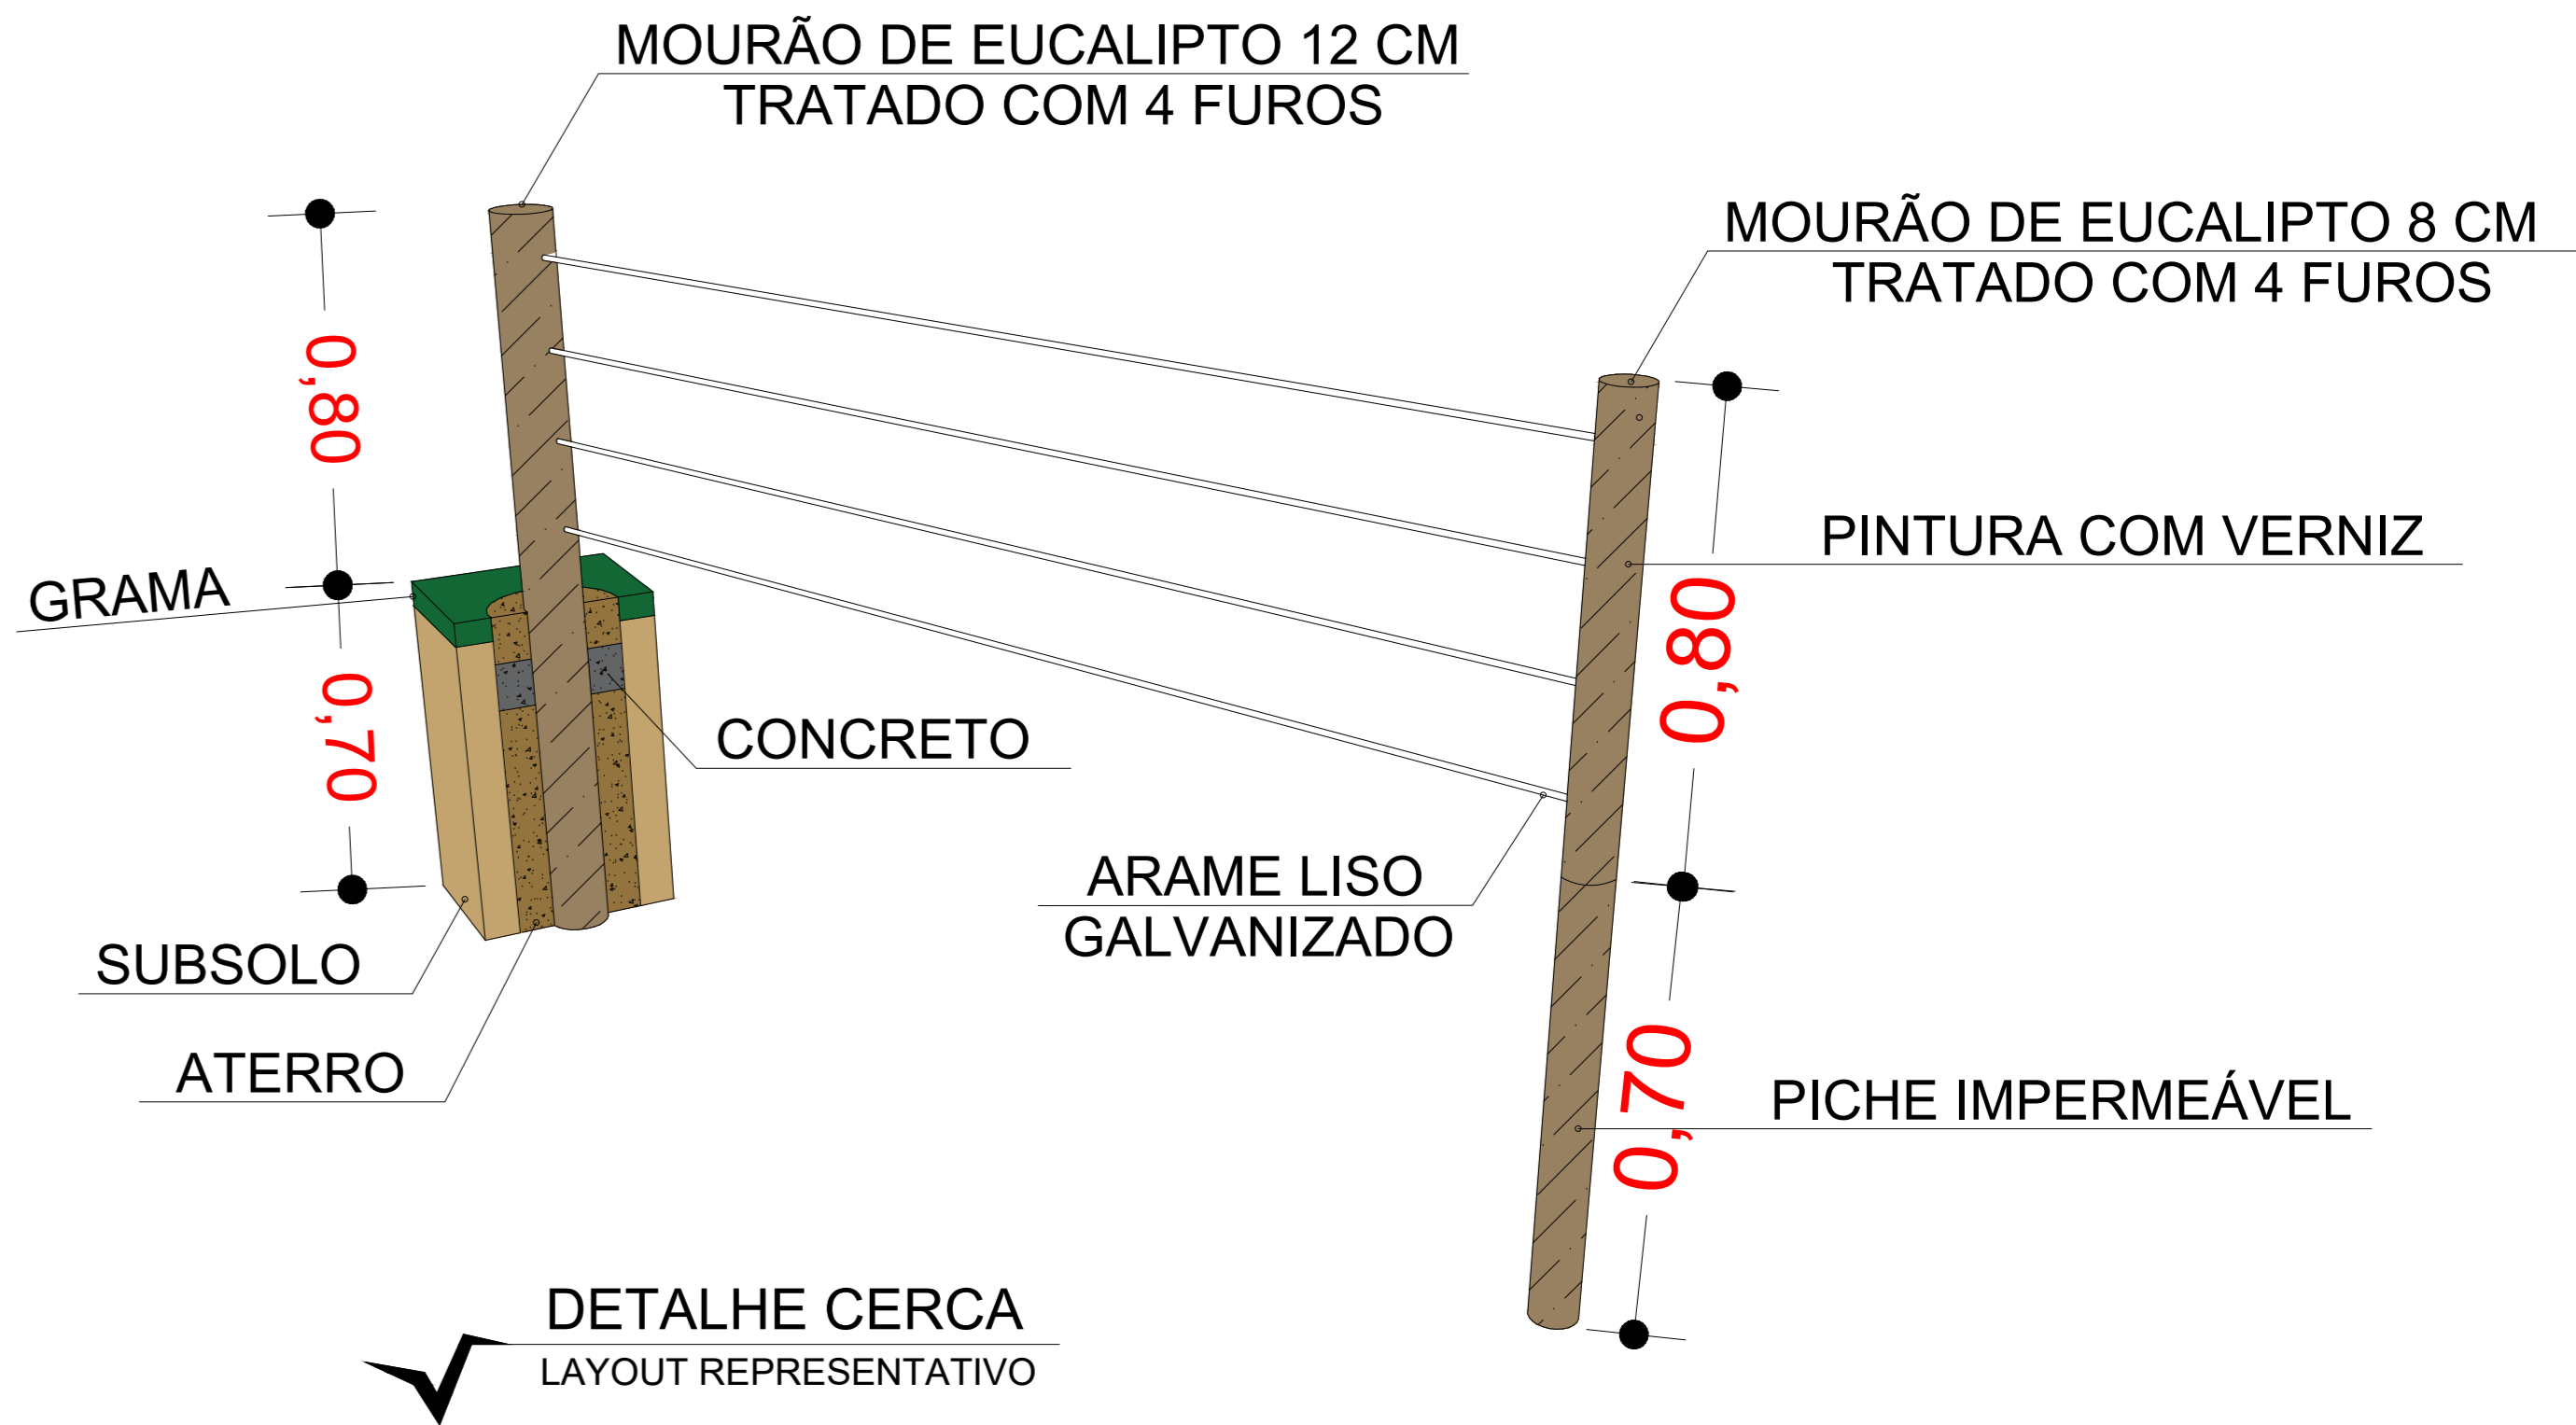 MOURÃO DE EUCALIPTO 12 CM
TRATADO COM 4 FUROS
MOURÃO DE EUCALIPTO 8 CM
TRATADO COM 4 FUROS
0,80
PINTURA COM VERNIZ
GRAMA
0,80
0,70
CONCRETO
ARAME LISO
GALVANIZADO
SUBSOLO
ATERRO
0,70
PICHE IMPERMEÁVEL
DETALHE CERCA
LAYOUT REPRESENTATIVO